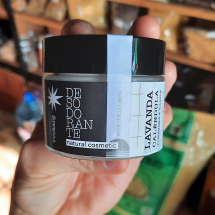 DE
SO
DO
RAN
TE
natural cosmetic
LAVANDA
CALENDULA